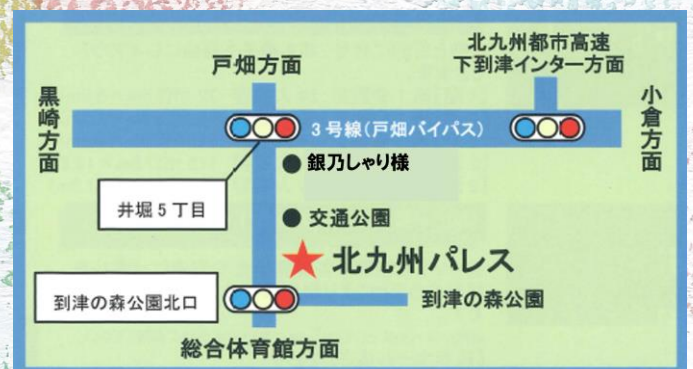 北九州都市高速
下到津インター方面
戸畑方面
黒崎方面
小倉方面
3号線(戸畑バイパス)
銀乃しゃり様
井堀5丁目
交通公園
北九州パレス
到津の森公園北口
到津の森公園
総合体育館方面